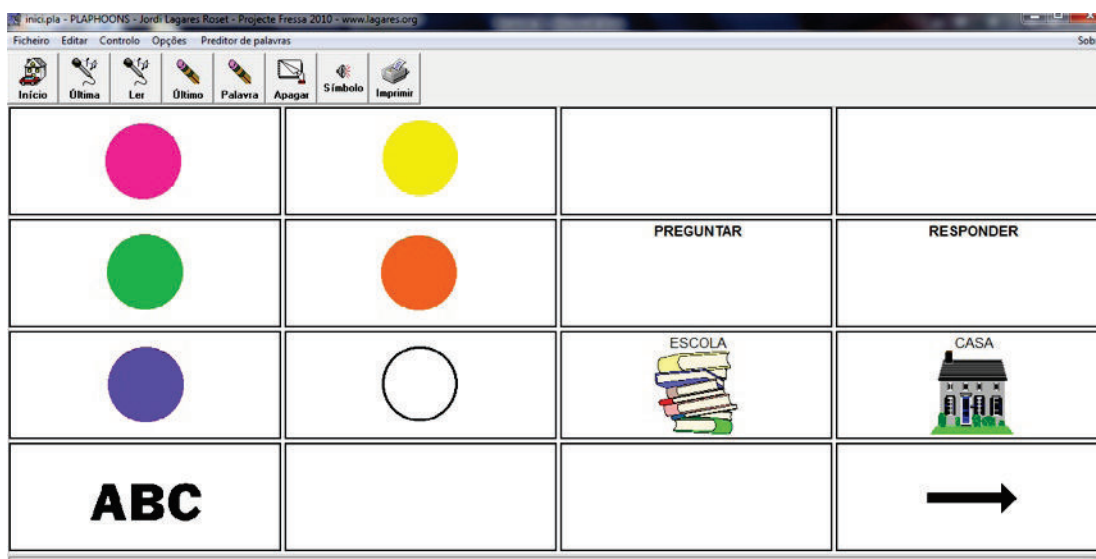 inici.pla - PLAPHOONS - Jordi Lagares Roset - Projecte Fressa 2010 - www.lagares.org
Ficheiro Editar Controlo Opções Preditor de palavras Sob
Início Última Ler Último Palavra Apagar Símbolo Imprimir
PREGUNTAR RESPONDER
ESCOLA CASA
ABC